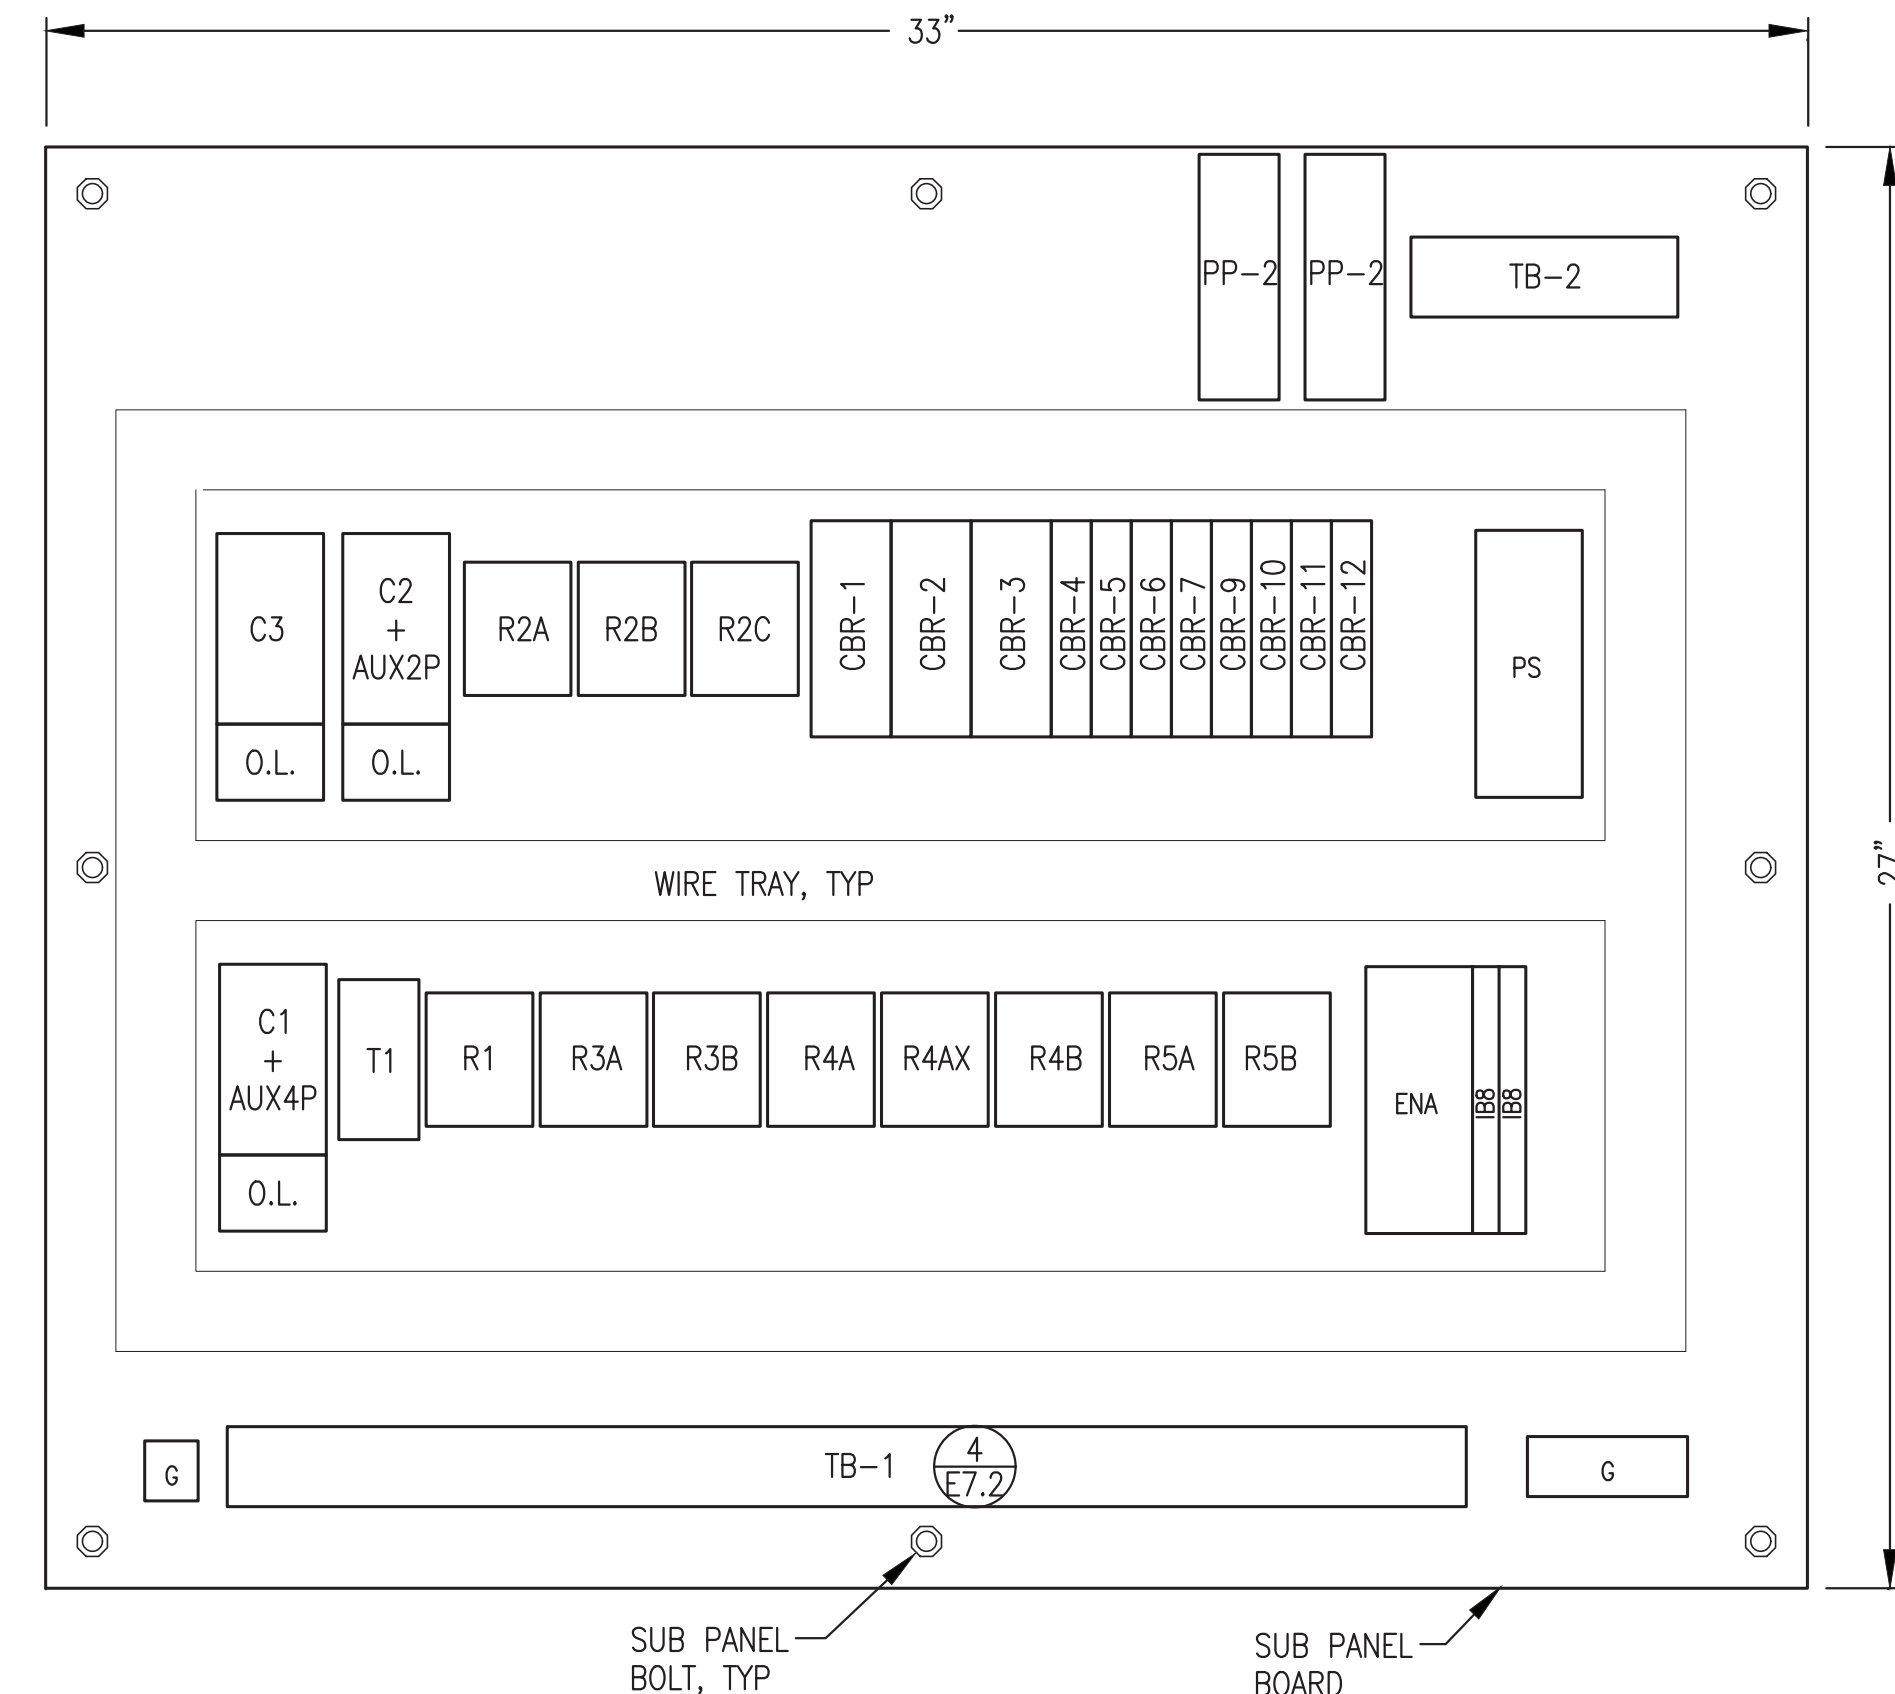 33”
PP-2
PP-2
TB-2
C3
O.L.
C2
+
AUX2P
O.L.
R2A
R2B
R2C
CBR-1
CBR-2
CBR-3
CBR-4
CBR-5
CBR-6
CBR-7
CBR-9
CBR-10
CBR-11
CBR-12
PS
27”
WIRE TRAY, TYP
C1
+
AUX4P
O.L.
T1
R1
R3A
R3B
R4A
R4AX
R4B
R5A
R5B
ENA
IB8
IB8
G
TB-1
4
E7.2
G
SUB PANEL
BOLT, TYP
SUB PANEL
BOARD